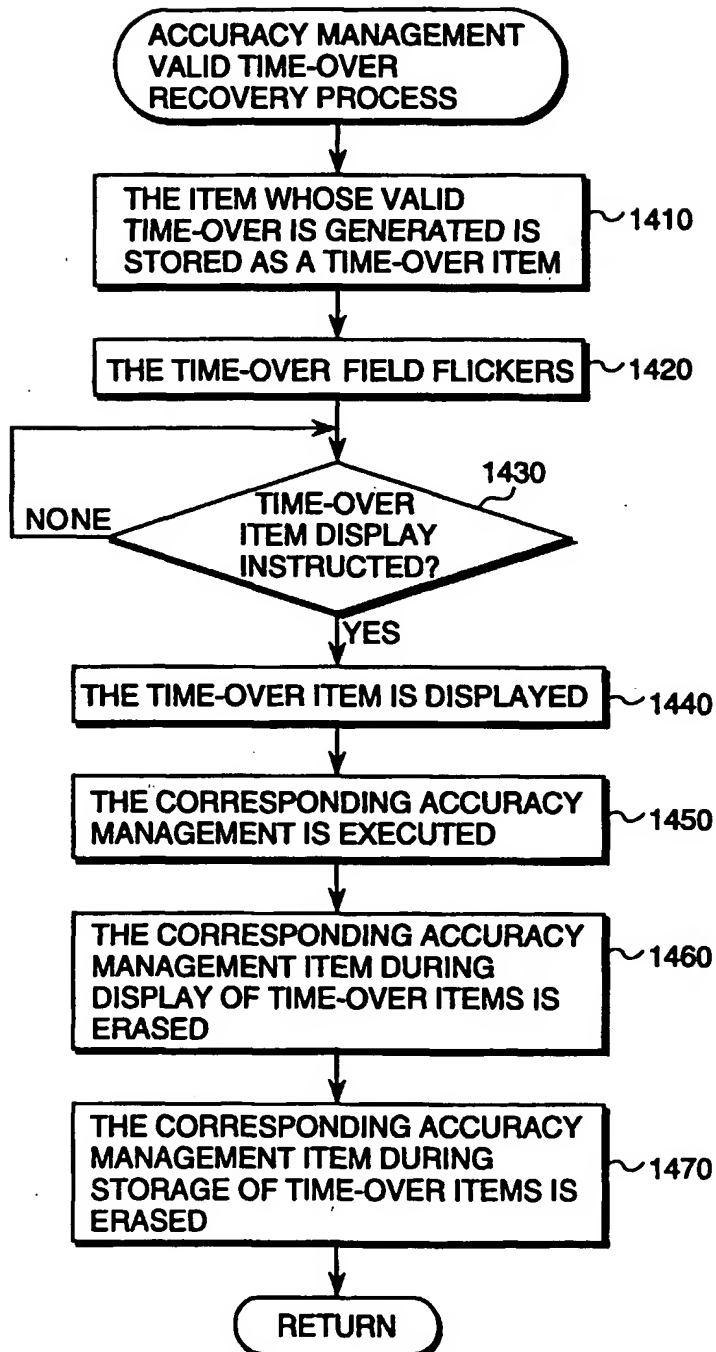 ACCURACY MANAGEMENT
VALID TIME-OVER
RECOVERY PROCESS
THE ITEM WHOSE VALID
TIME-OVER IS GENERATED IS
STORED AS A TIME-OVER ITEM
1410
THE TIME-OVER FIELD FLICKERS
1420
1430
TIME-OVER
ITEM DISPLAY
INSTRUCTED?
NONE
YES
THE TIME-OVER ITEM IS DISPLAYED
1440
THE CORRESPONDING ACCURACY
MANAGEMENT IS EXECUTED
1450
THE CORRESPONDING ACCURACY
MANAGEMENT ITEM DURING
DISPLAY OF TIME-OVER ITEMS IS
ERASED
1460
THE CORRESPONDING ACCURACY
MANAGEMENT ITEM DURING
STORAGE OF TIME-OVER ITEMS IS
ERASED
1470
RETURN